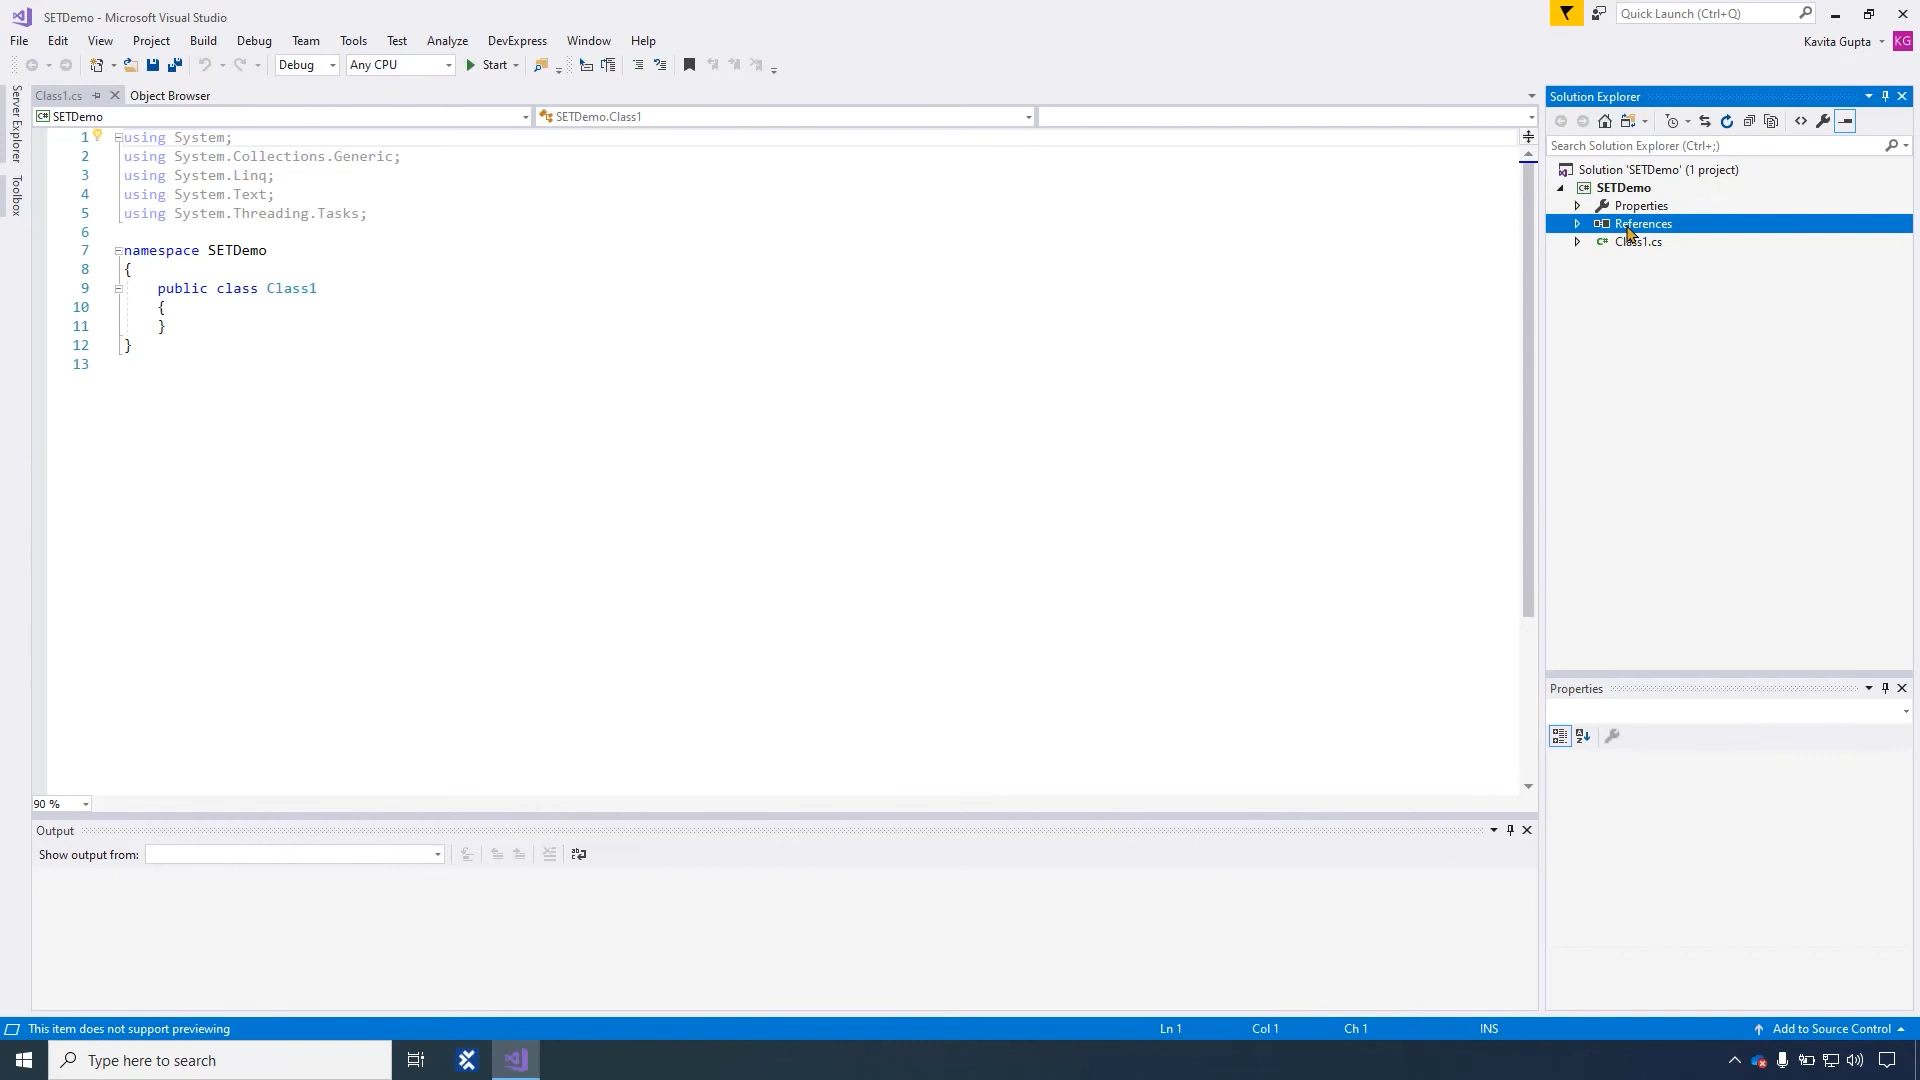 SETDemo - Microsoft Visual Studio
Quick Launch (Ctrl+Q)
File Edit View Project Build Debug Team Tools Test Analyze DevExpress Window Help
Kavita Gupta KG
Debug Any CPU Start
Server Explorer
Toolbox
Class1.cs Object Browser
C# SETDemo SETDemo.Class1
1 using System;
2 using System.Collections.Generic;
3 using System.Linq;
4 using System.Text;
5 using System.Threading.Tasks;
6
7 namespace SETDemo
8 {
9 public class Class1
10 {
11 }
12 }
13
90 %
Solution Explorer
Search Solution Explorer (Ctrl+;)
Solution 'SETDemo' (1 project)
C# SETDemo
Properties
References
C# Class1.cs
Properties
Output
Show output from:
This item does not support previewing
Ln 1 Col 1 Ch 1 INS
Add to Source Control
Type here to search